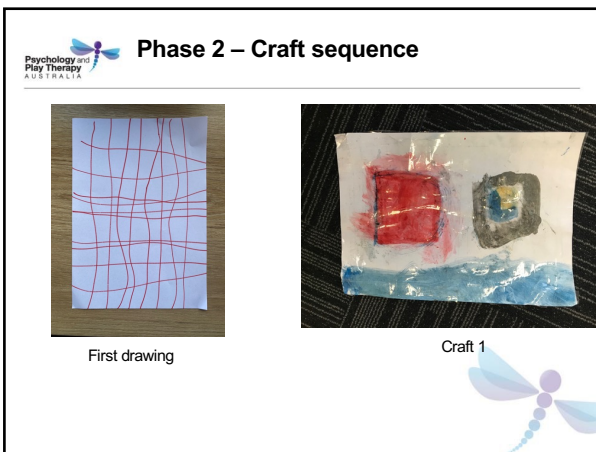 Psychology and
Play Therapy
AUSTRALIA
Phase 2 – Craft sequence
First drawing
Craft 1